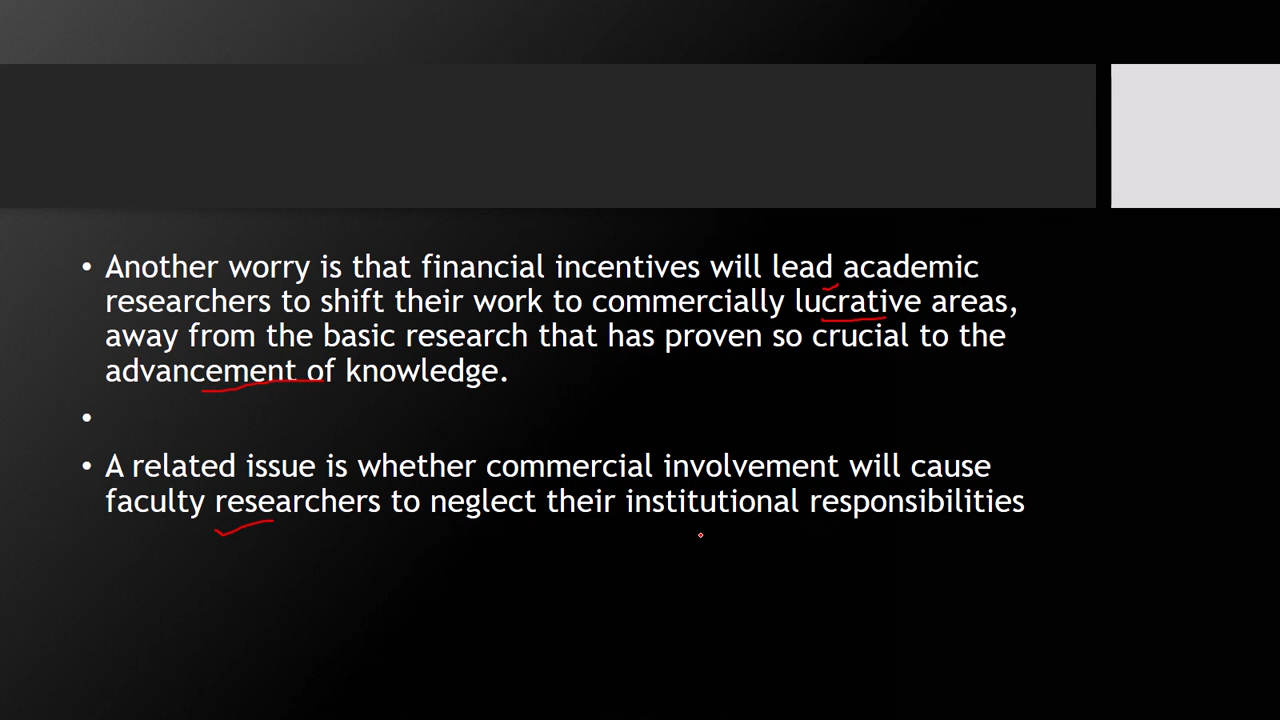 • Another worry is that financial incentives will lead academic
researchers to shift their work to commercially lucrative areas,
away from the basic research that has proven so crucial to the
advancement of knowledge.
•
• A related issue is whether commercial involvement will cause
faculty researchers to neglect their institutional responsibilities